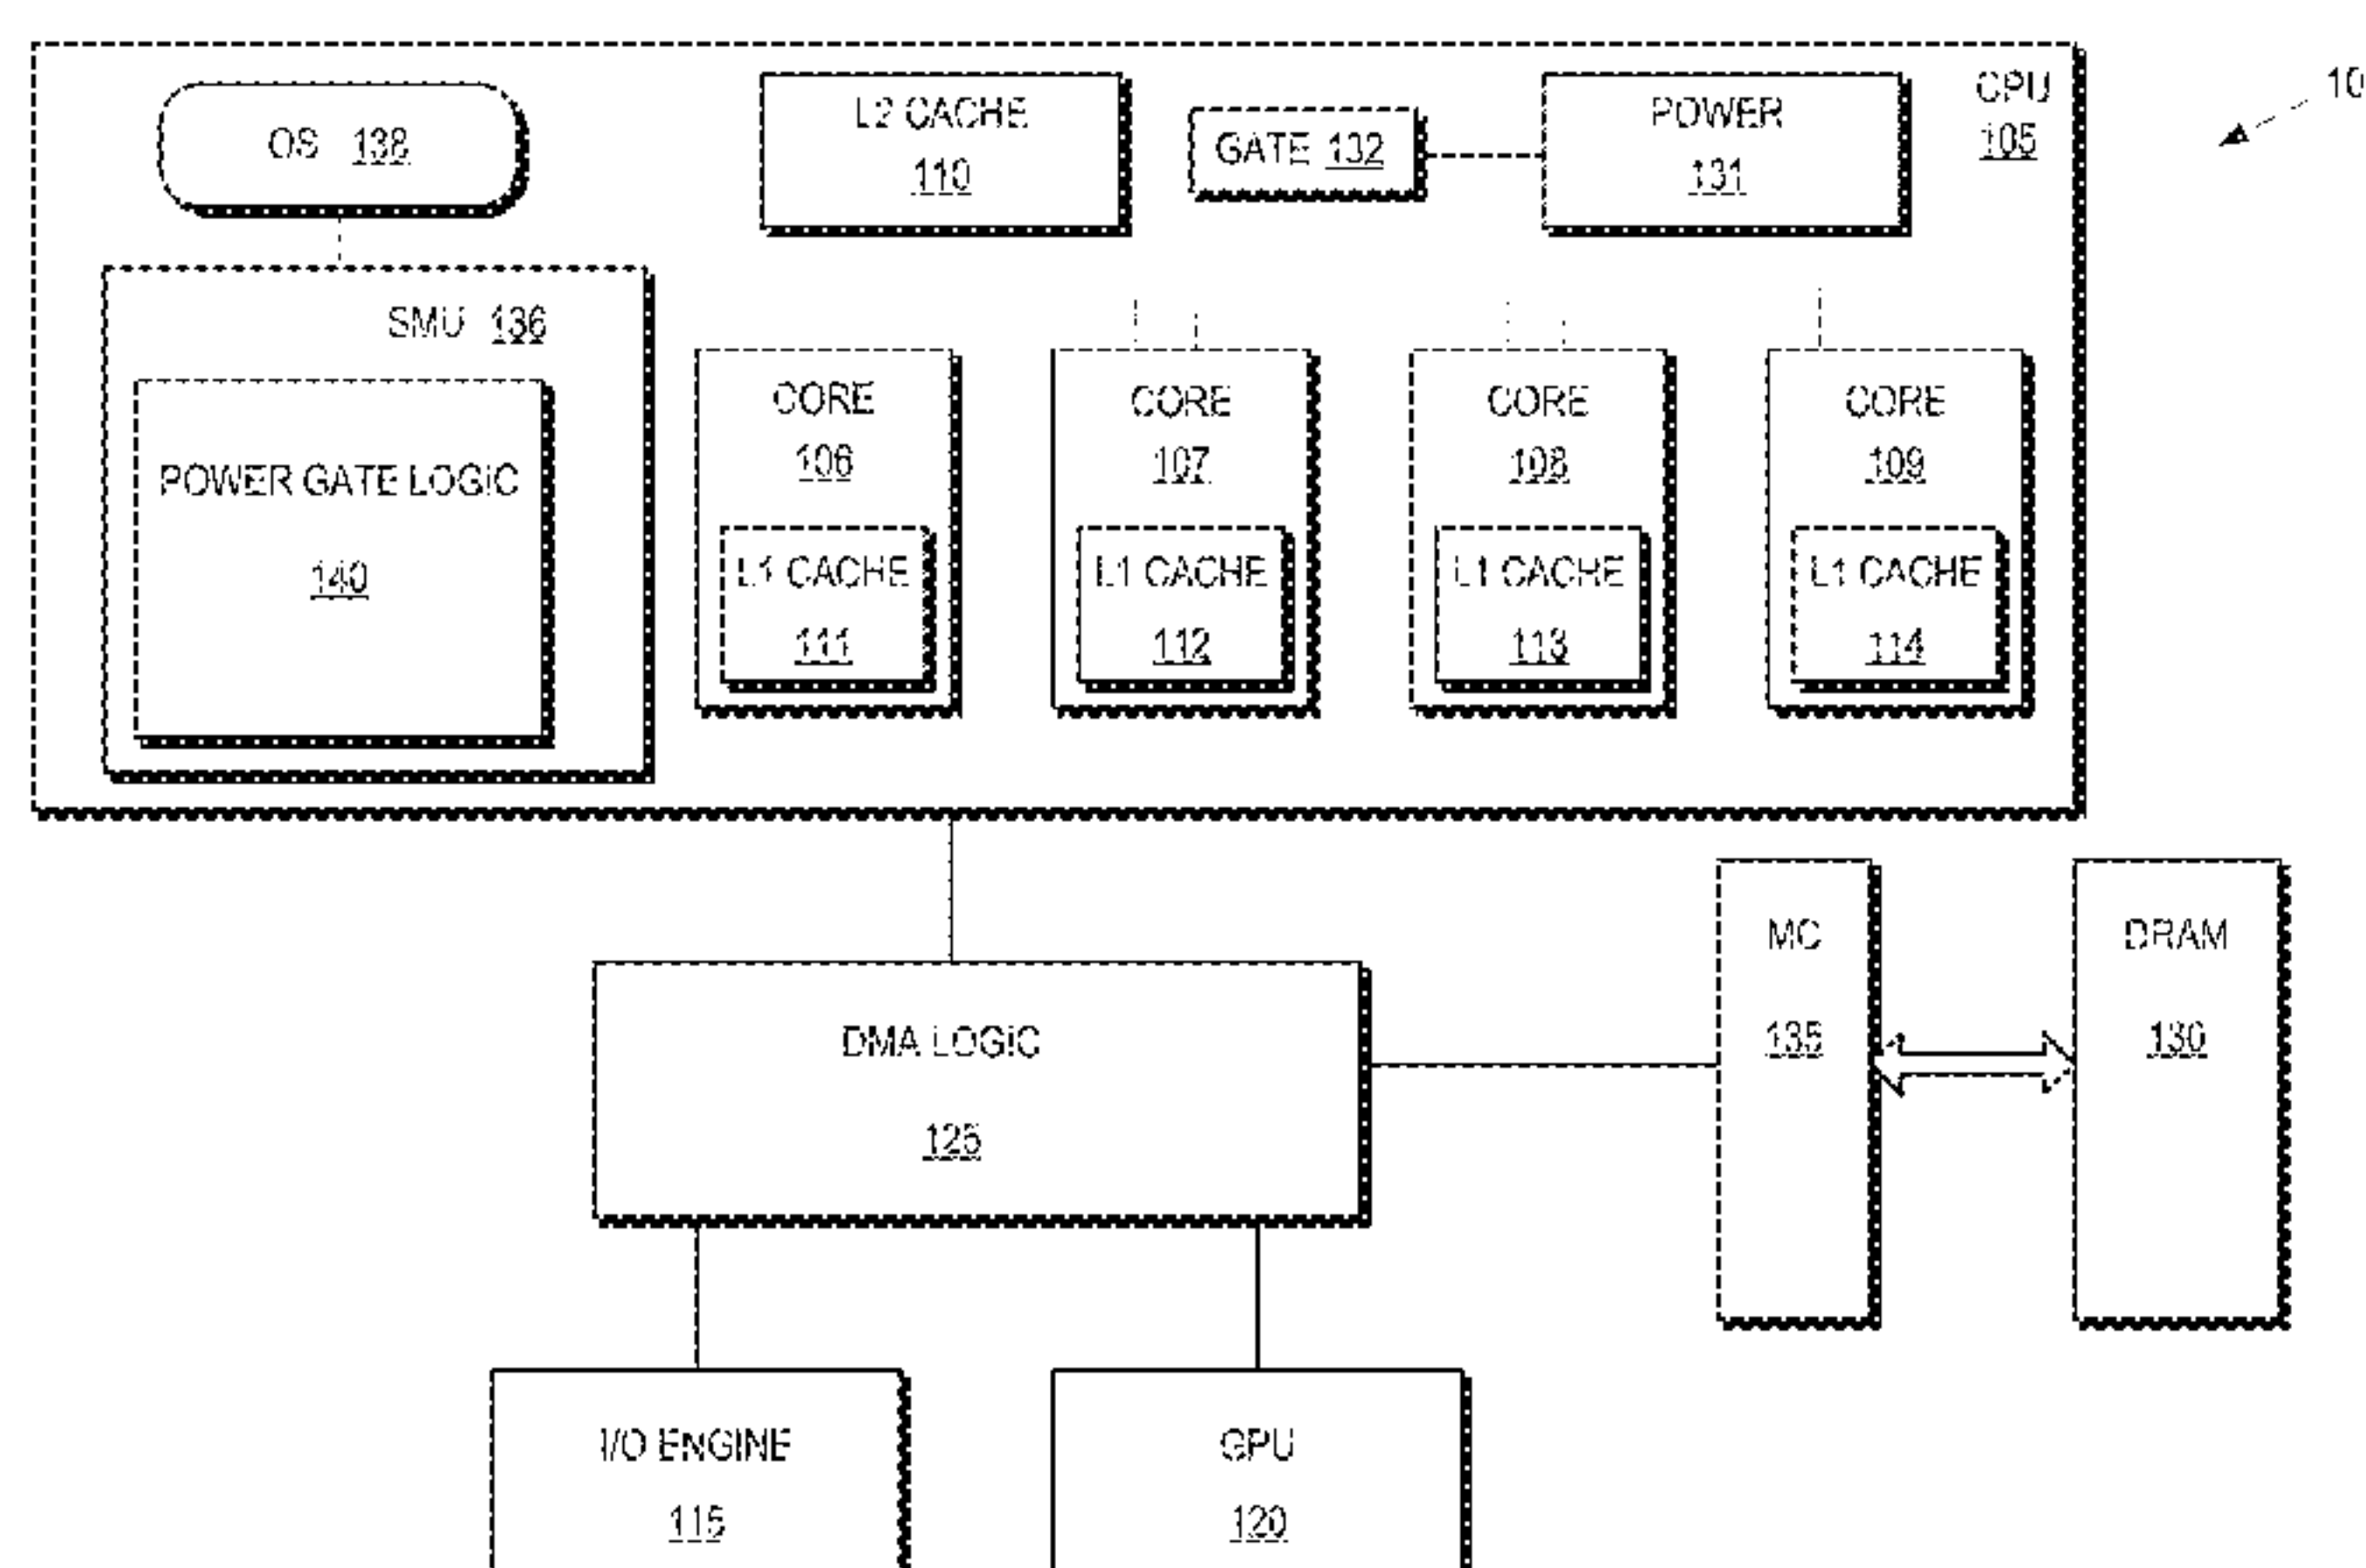 10
CPU
105
OS 138
L2 CACHE
110
GATE 132
POWER
131
SMU 136
POWER GATE LOGIC
140
CORE
106
L1 CACHE
111
CORE
107
L1 CACHE
112
CORE
108
L1 CACHE
113
CORE
109
L1 CACHE
114
DMA LOGIC
125
MC
135
DRAM
130
I/O ENGINE
115
GPU
120